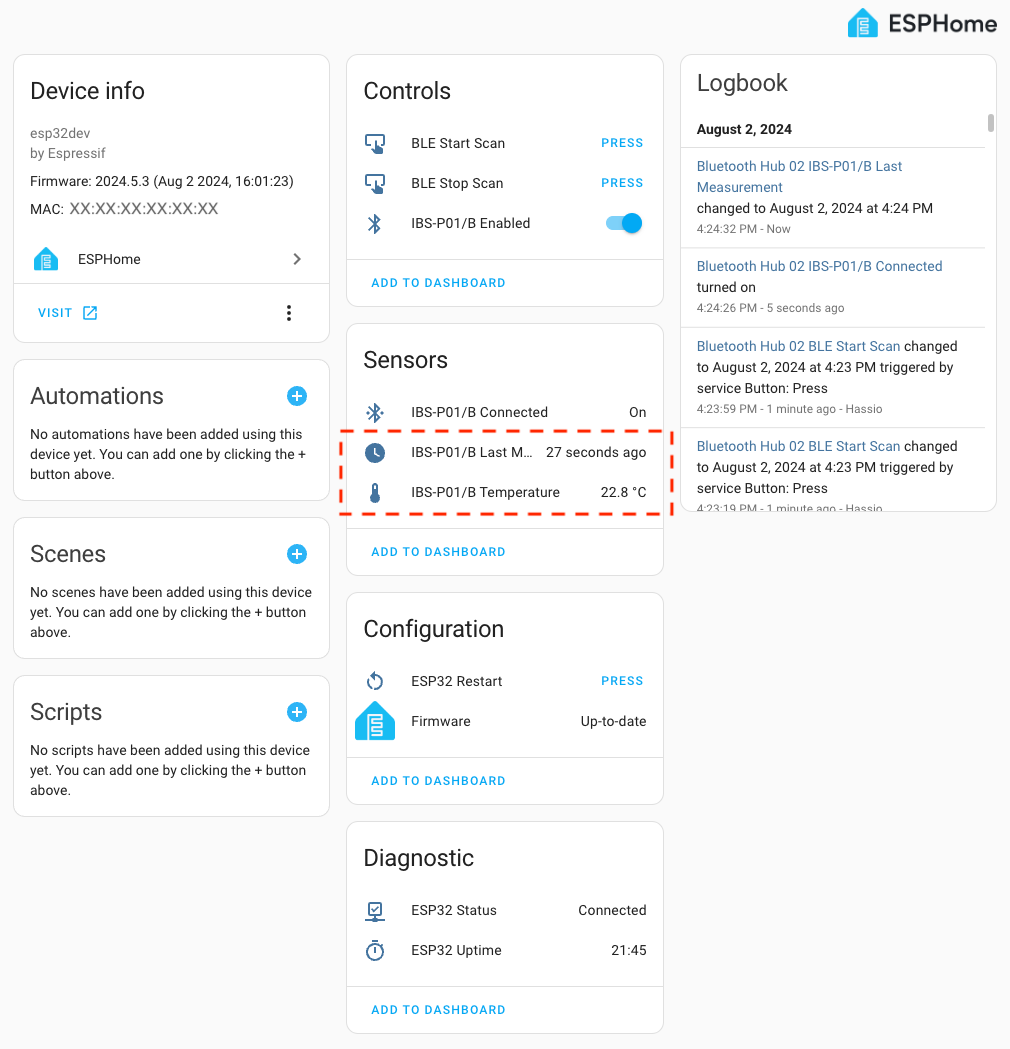 ESPHome
Device info
esp32dev
by Espressif
Firmware: 2024.5.3 (Aug 2 2024, 16:01:23)
MAC: XX:XX:XX:XX:XX:XX
ESPHome
VISIT
Automations
No automations have been added using this
device yet. You can add one by clicking the +
button above.
Scenes
No scenes have been added using this device
yet. You can add one by clicking the + button
above.
Scripts
No scripts have been added using this device
yet. You can add one by clicking the + button
above.
Controls
BLE Start Scan PRESS
BLE Stop Scan PRESS
IBS-P01/B Enabled
ADD TO DASHBOARD
Sensors
IBS-P01/B Connected On
IBS-P01/B Last M... 27 seconds ago
IBS-P01/B Temperature 22.8 °C
ADD TO DASHBOARD
Configuration
ESP32 Restart PRESS
Firmware Up-to-date
ADD TO DASHBOARD
Diagnostic
ESP32 Status Connected
ESP32 Uptime 21:45
ADD TO DASHBOARD
Logbook
August 2, 2024
Bluetooth Hub 02 IBS-P01/B Last
Measurement
changed to August 2, 2024 at 4:24 PM
4:24:32 PM - Now
Bluetooth Hub 02 IBS-P01/B Connected
turned on
4:24:26 PM - 5 seconds ago
Bluetooth Hub 02 BLE Start Scan changed
to August 2, 2024 at 4:23 PM triggered by
service Button: Press
4:23:59 PM - 1 minute ago - Hassio
Bluetooth Hub 02 BLE Start Scan changed
to August 2, 2024 at 4:23 PM triggered by
service Button: Press
4:23:19 PM - 1 minute ago - Hassio